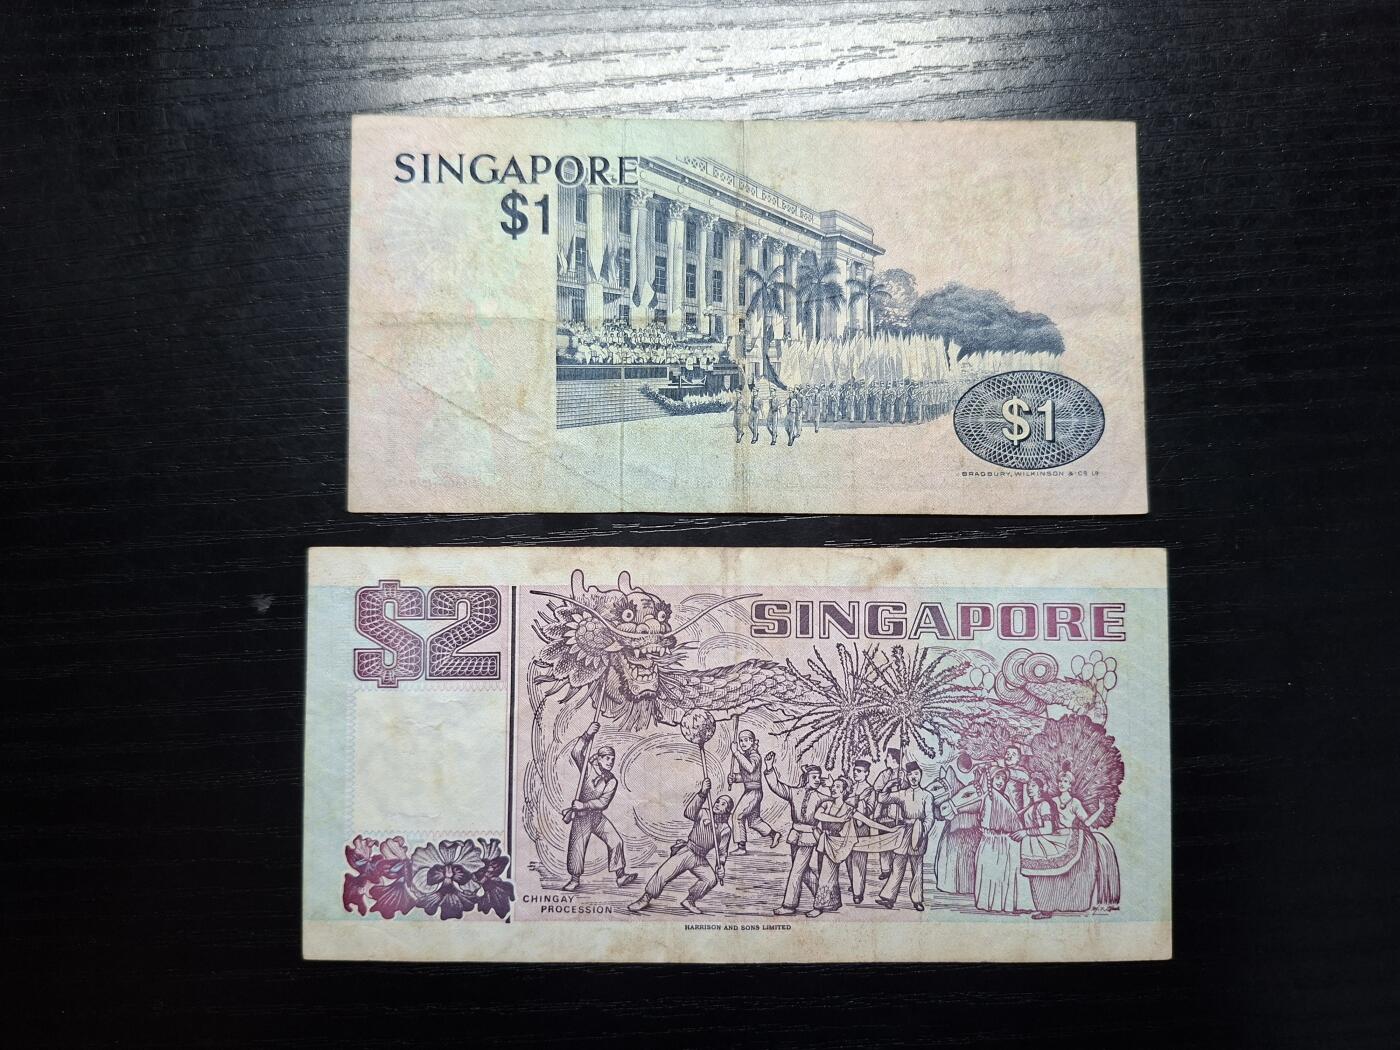 SINGAPORE
$1
$1
BRADBURY, WILKINSON & Cº Lᵈ
$2
SINGAPORE
CHINGAY
PROCESSION
HARRISON AND SONS LIMITED